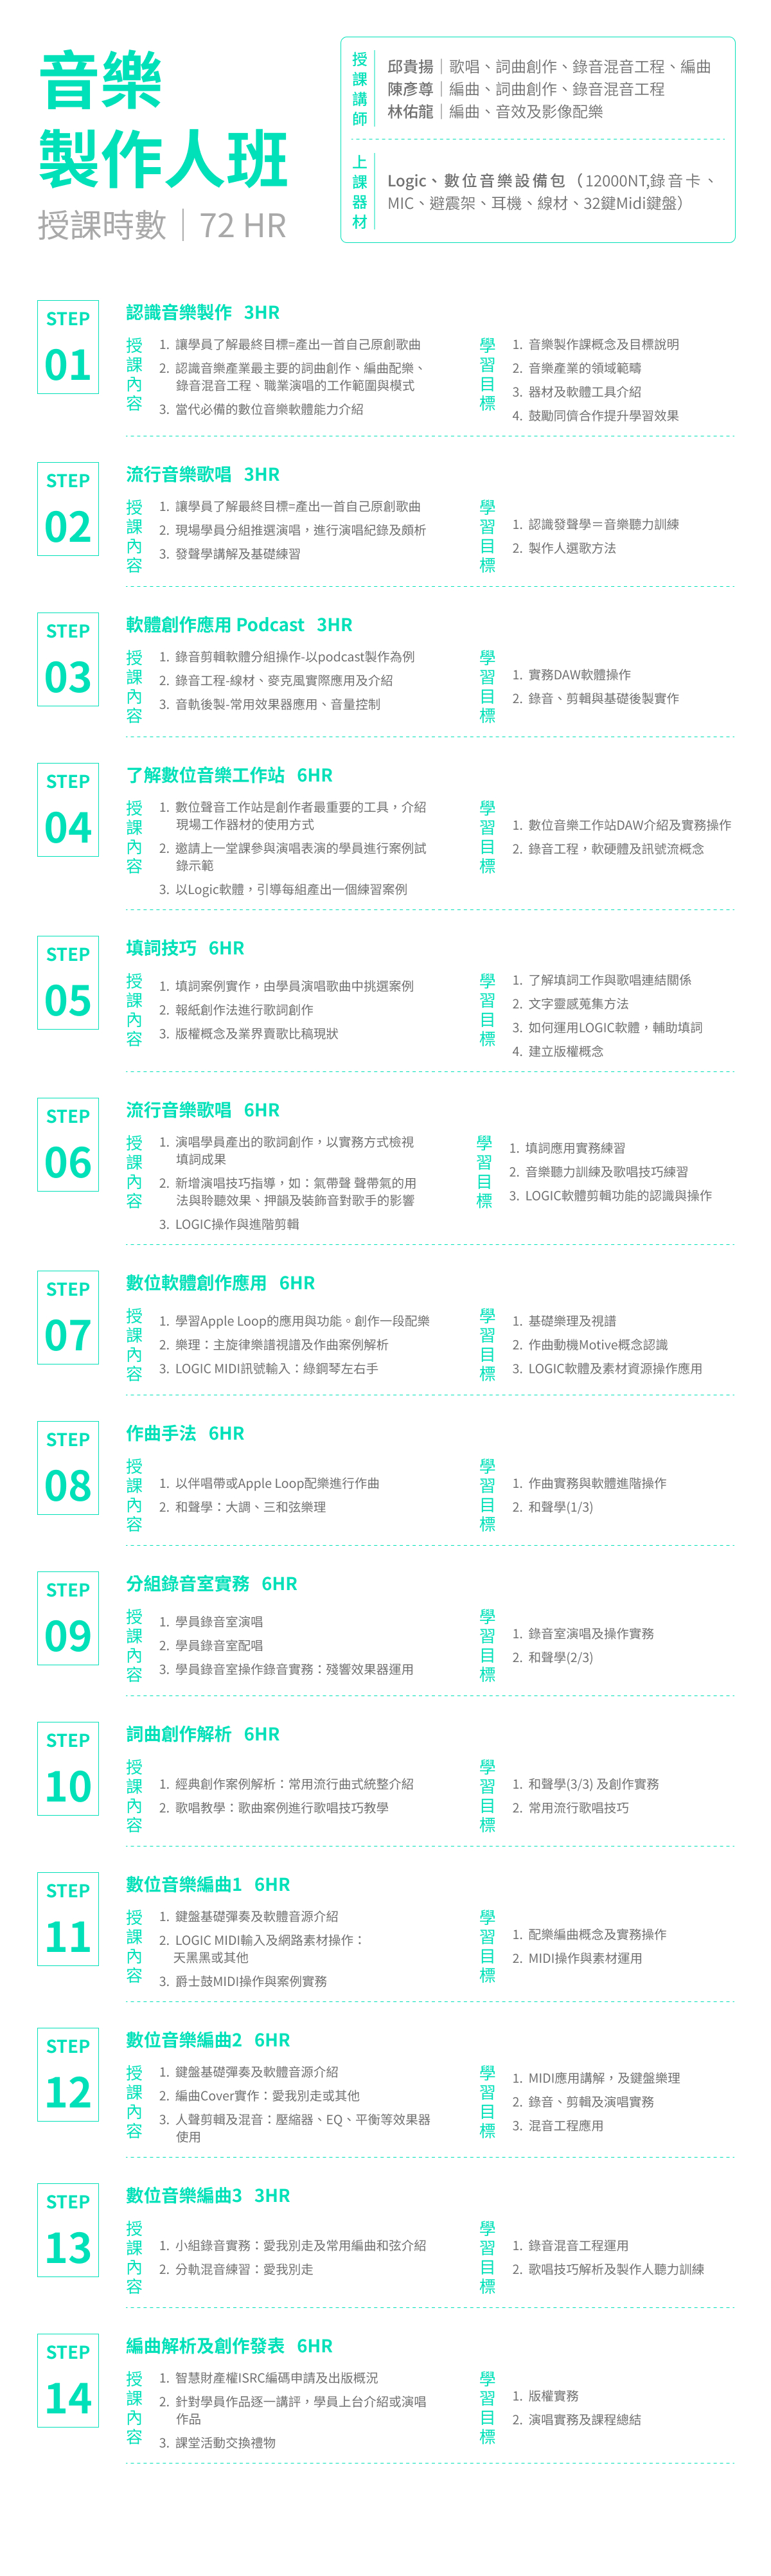 音樂
製作人班
授課時數｜72 HR
授課講師
邱貴揚｜歌唱、詞曲創作、錄音混音工程、編曲
陳彥尊｜編曲、詞曲創作、錄音混音工程
林佑龍｜編曲、音效及影像配樂
上課器材
Logic、數位音樂設備包（12000NT,錄音卡、
MIC、避震架、耳機、線材、32鍵Midi鍵盤）
STEP
01
認識音樂製作 3HR
授課內容
1. 讓學員了解最終目標=產出一首自己原創歌曲
2. 認識音樂產業最主要的詞曲創作、編曲配樂、
錄音混音工程、職業演唱的工作範圍與模式
3. 當代必備的數位音樂軟體能力介紹
學習目標
1. 音樂製作課概念及目標說明
2. 音樂產業的領域範疇
3. 器材及軟體工具介紹
4. 鼓勵同儕合作提升學習效果
STEP
02
流行音樂歌唱 3HR
授課內容
1. 讓學員了解最終目標=產出一首自己原創歌曲
2. 現場學員分組推選演唱，進行演唱紀錄及頗析
3. 發聲學講解及基礎練習
學習目標
1. 認識發聲學＝音樂聽力訓練
2. 製作人選歌方法
STEP
03
軟體創作應用 Podcast 3HR
授課內容
1. 錄音剪輯軟體分組操作-以podcast製作為例
2. 錄音工程-線材、麥克風實際應用及介紹
3. 音軌後製-常用效果器應用、音量控制
學習目標
1. 實務DAW軟體操作
2. 錄音、剪輯與基礎後製實作
STEP
04
了解數位音樂工作站 6HR
授課內容
1. 數位聲音工作站是創作者最重要的工具，介紹
現場工作器材的使用方式
2. 邀請上一堂課參與演唱表演的學員進行案例試
錄示範
3. 以Logic軟體，引導每組產出一個練習案例
學習目標
1. 數位音樂工作站DAW介紹及實務操作
2. 錄音工程，軟硬體及訊號流概念
STEP
05
填詞技巧 6HR
授課內容
1. 填詞案例實作，由學員演唱歌曲中挑選案例
2. 報紙創作法進行歌詞創作
3. 版權概念及業界賣歌比稿現狀
學習目標
1. 了解填詞工作與歌唱連結關係
2. 文字靈感蒐集方法
3. 如何運用LOGIC軟體，輔助填詞
4. 建立版權概念
STEP
06
流行音樂歌唱 6HR
授課內容
1. 演唱學員產出的歌詞創作，以實務方式檢視
填詞成果
2. 新增演唱技巧指導，如：氣帶聲 聲帶氣的用
法與聆聽效果、押韻及裝飾音對歌手的影響
3. LOGIC操作與進階剪輯
學習目標
1. 填詞應用實務練習
2. 音樂聽力訓練及歌唱技巧練習
3. LOGIC軟體剪輯功能的認識與操作
STEP
07
數位軟體創作應用 6HR
授課內容
1. 學習Apple Loop的應用與功能。創作一段配樂
2. 樂理：主旋律樂譜視譜及作曲案例解析
3. LOGIC MIDI訊號輸入：綠鋼琴左右手
學習目標
1. 基礎樂理及視譜
2. 作曲動機Motive概念認識
3. LOGIC軟體及素材資源操作應用
STEP
08
作曲手法 6HR
授課內容
1. 以伴唱帶或Apple Loop配樂進行作曲
2. 和聲學：大調、三和弦樂理
學習目標
1. 作曲實務與軟體進階操作
2. 和聲學(1/3)
STEP
09
分組錄音室實務 6HR
授課內容
1. 學員錄音室演唱
2. 學員錄音室配唱
3. 學員錄音室操作錄音實務：殘響效果器運用
學習目標
1. 錄音室演唱及操作實務
2. 和聲學(2/3)
STEP
10
詞曲創作解析 6HR
授課內容
1. 經典創作案例解析：常用流行曲式統整介紹
2. 歌唱教學：歌曲案例進行歌唱技巧教學
學習目標
1. 和聲學(3/3) 及創作實務
2. 常用流行歌唱技巧
STEP
11
數位音樂編曲1 6HR
授課內容
1. 鍵盤基礎彈奏及軟體音源介紹
2. LOGIC MIDI輸入及網路素材操作：
天黑黑或其他
3. 爵士鼓MIDI操作與案例實務
學習目標
1. 配樂編曲概念及實務操作
2. MIDI操作與素材運用
STEP
12
數位音樂編曲2 6HR
授課內容
1. 鍵盤基礎彈奏及軟體音源介紹
2. 編曲Cover實作：愛我別走或其他
3. 人聲剪輯及混音：壓縮器、EQ、平衡等效果器
使用
學習目標
1. MIDI應用講解，及鍵盤樂理
2. 錄音、剪輯及演唱實務
3. 混音工程應用
STEP
13
數位音樂編曲3 3HR
授課內容
1. 小組錄音實務：愛我別走及常用編曲和弦介紹
2. 分軌混音練習：愛我別走
學習目標
1. 錄音混音工程運用
2. 歌唱技巧解析及製作人聽力訓練
STEP
14
編曲解析及創作發表 6HR
授課內容
1. 智慧財產權ISRC編碼申請及出版概況
2. 針對學員作品逐一講評，學員上台介紹或演唱
作品
3. 課堂活動交換禮物
學習目標
1. 版權實務
2. 演唱實務及課程總結